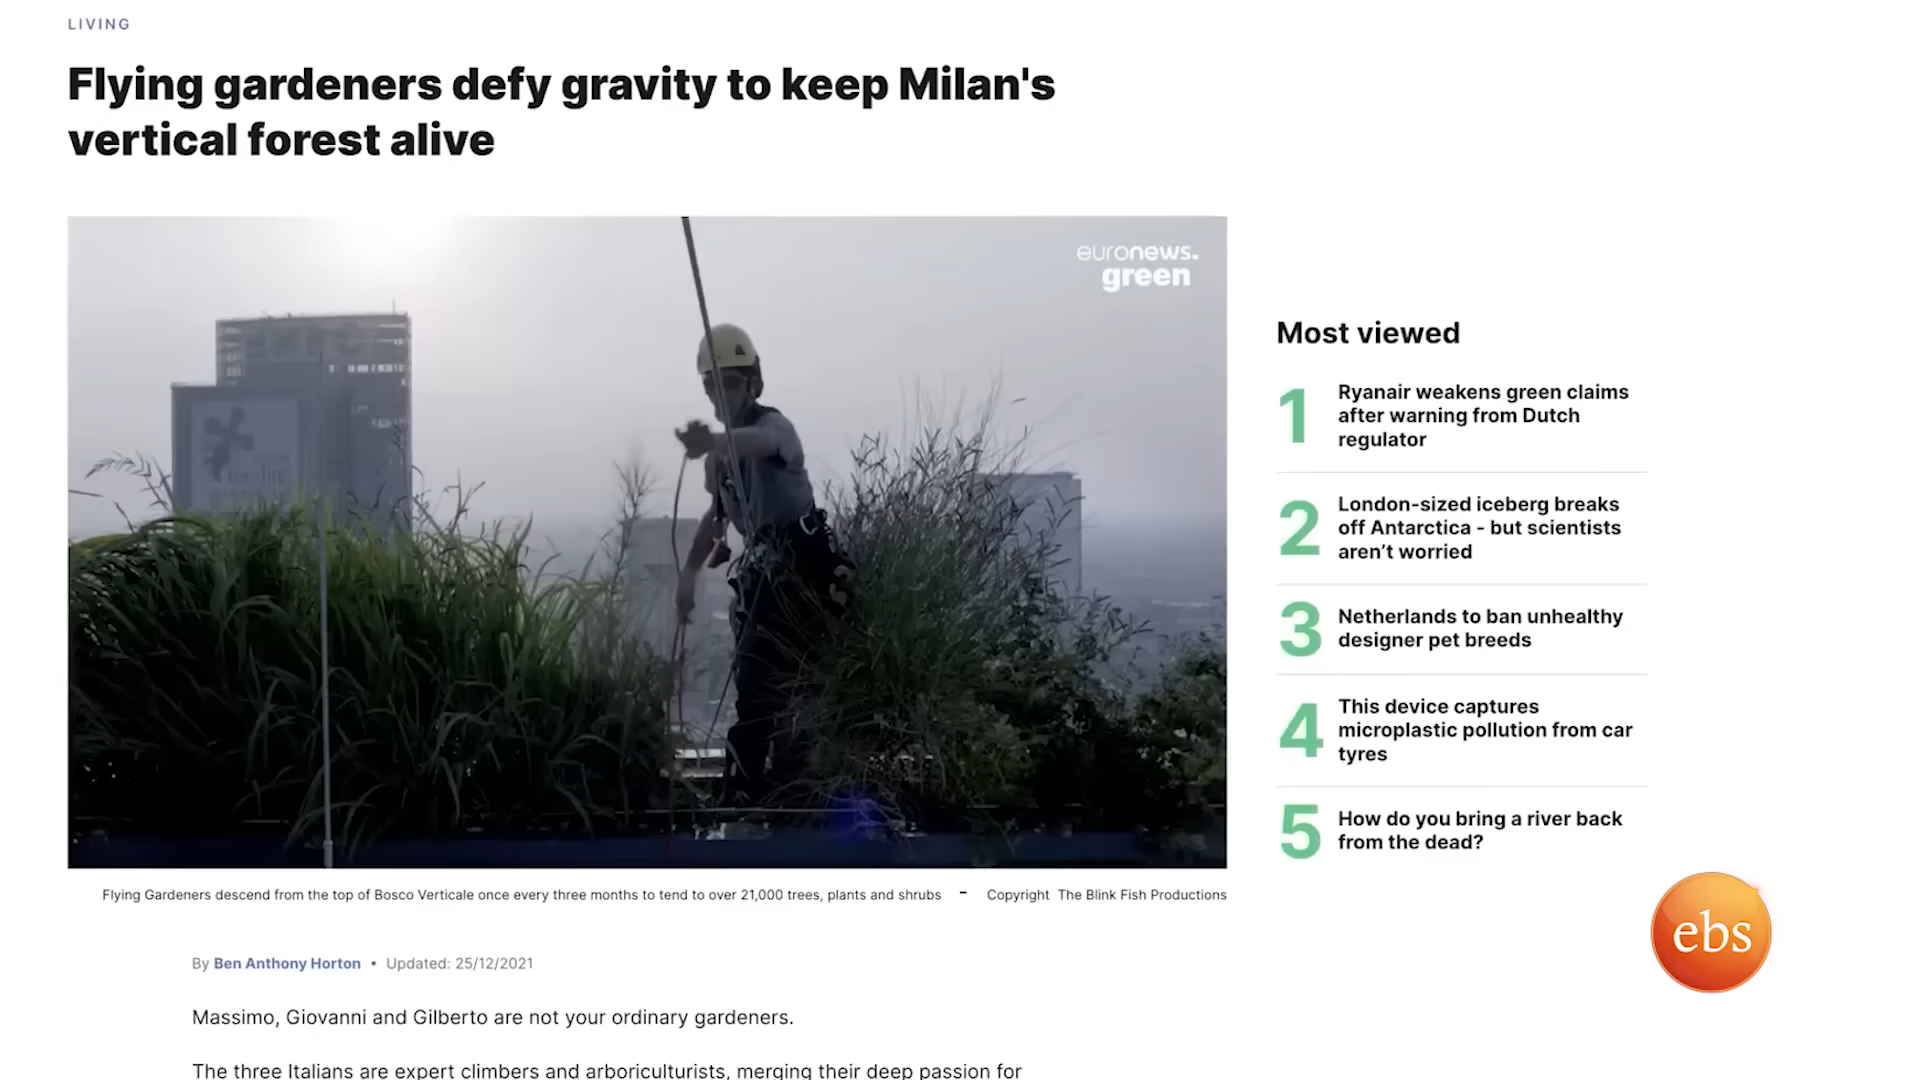 LIVING
Flying gardeners defy gravity to keep Milan's
vertical forest alive
euronews.
green
Most viewed
1
Ryanair weakens green claims
after warning from Dutch
regulator
2
London-sized iceberg breaks
off Antarctica - but scientists
aren’t worried
3
Netherlands to ban unhealthy
designer pet breeds
4
This device captures
microplastic pollution from car
tyres
5
How do you bring a river back
from the dead?
Flying Gardeners descend from the top of Bosco Verticale once every three months to tend to over 21,000 trees, plants and shrubs - Copyright The Blink Fish Productions
ebs
By Ben Anthony Horton • Updated: 25/12/2021
Massimo, Giovanni and Gilberto are not your ordinary gardeners.
The three Italians are expert climbers and arboriculturists, merging their deep passion for